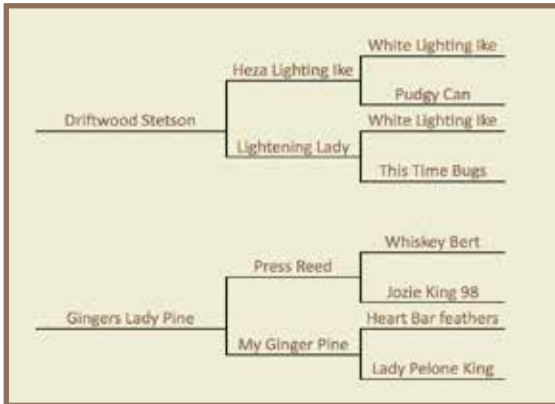 White Lighting Ike
Heza Lighting Ike
Pudgy Can
Driftwood Stetson
White Lighting Ike
Lightening Lady
This Time Bugs
Whiskey Bert
Press Reed
Jozie King 98
Gingers Lady Pine
Heart Bar feathers
My Ginger Pine
Lady Pelone King